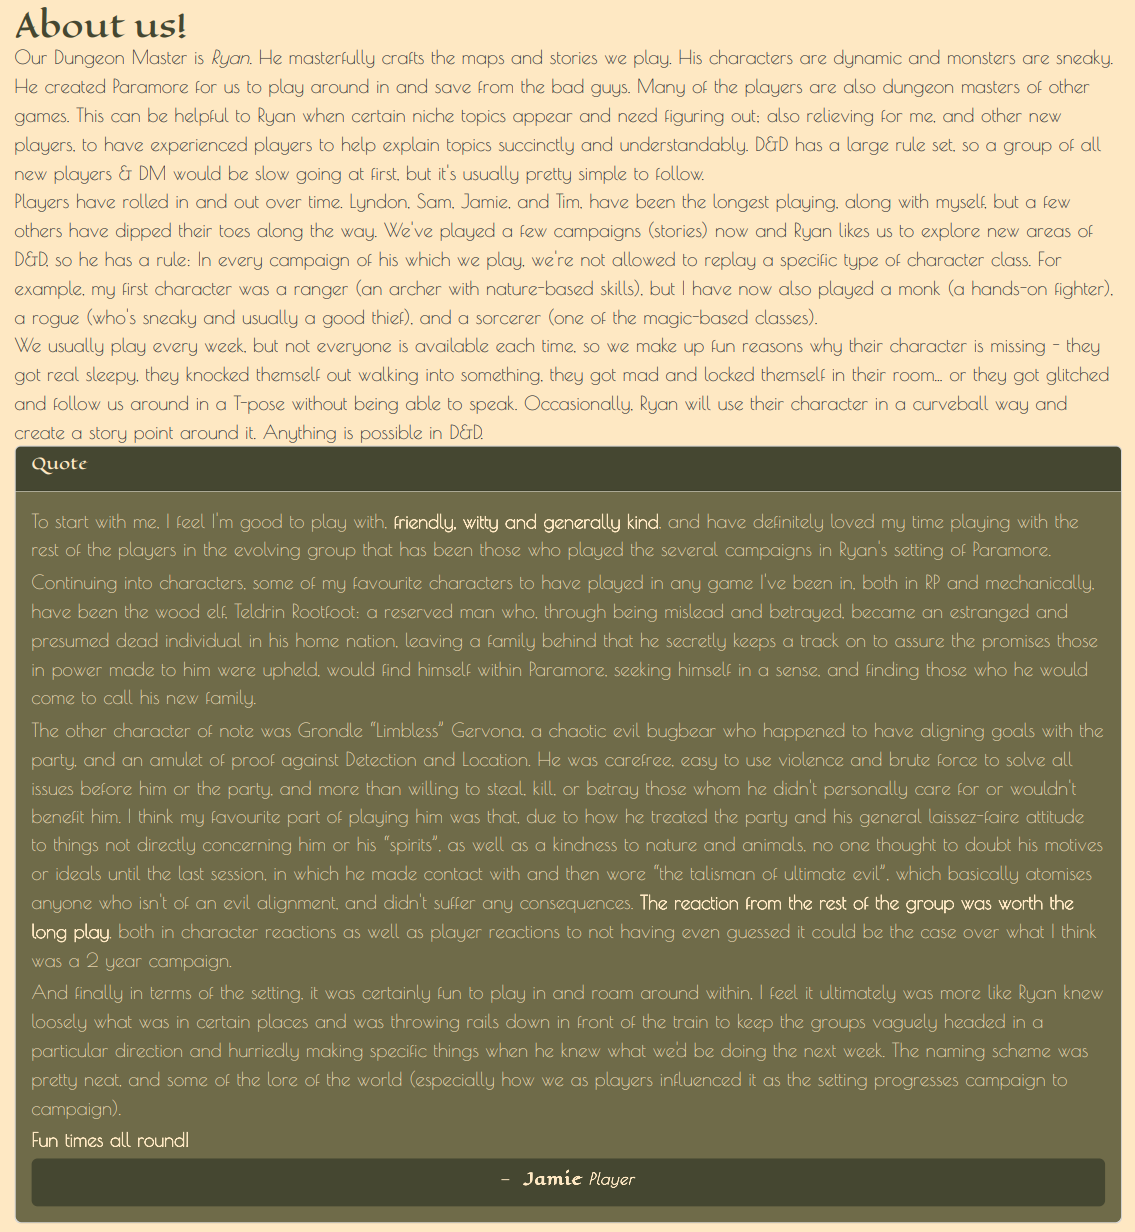 About us!
Our Dungeon Master is Ryan. He masterfully crafts the maps and stories we play. His characters are dynamic and monsters are sneaky.
He created Paramore for us to play around in and save from the bad guys. Many of the players are also dungeon masters of other
games. This can be helpful to Ryan when certain niche topics appear and need figuring out; also relieving for me, and other new
players, to have experienced players to help explain topics succinctly and understandably. D&D has a large rule set, so a group of all
new players & DM would be slow going at first, but it's usually pretty simple to follow.
Players have rolled in and out over time. Lyndon, Sam, Jamie, and Tim, have been the longest playing, along with myself, but a few
others have dipped their toes along the way. We've played a few campaigns (stories) now and Ryan likes us to explore new areas of
D&D, so he has a rule: In every campaign of his which we play, we're not allowed to replay a specific type of character class. For
example, my first character was a ranger (an archer with nature-based skills), but I have now also played a monk (a hands-on fighter),
a rogue (who's sneaky and usually a good thief), and a sorcerer (one of the magic-based classes).
We usually play every week, but not everyone is available each time, so we make up fun reasons why their character is missing - they
got real sleepy, they knocked themself out walking into something, they got mad and locked themself in their room... or they got glitched
and follow us around in a T-pose without being able to speak. Occasionally, Ryan will use their character in a curveball way and
create a story point around it. Anything is possible in D&D.
Quote
To start with me, I feel I'm good to play with, friendly, witty and generally kind, and have definitely loved my time playing with the
rest of the players in the evolving group that has been those who played the several campaigns in Ryan's setting of Paramore.
Continuing into characters, some of my favourite characters to have played in any game I've been in, both in RP and mechanically,
have been the wood elf, Teldrin Rootfoot: a reserved man who, through being mislead and betrayed, became an estranged and
presumed dead individual in his home nation, leaving a family behind that he secretly keeps a track on to assure the promises those
in power made to him were upheld, would find himself within Paramore, seeking himself in a sense, and finding those who he would
come to call his new family.
The other character of note was Grondle "Limbless" Gervona, a chaotic evil bugbear who happened to have aligning goals with the
party, and an amulet of proof against Detection and Location. He was carefree, easy to use violence and brute force to solve all
issues before him or the party, and more than willing to steal, kill, or betray those whom he didn't personally care for or wouldn't
benefit him, I think my favourite part of playing him was that, due to how he treated the party and his general laissez-faire attitude
to things not directly concerning him or his "spirits", as well as a kindness to nature and animals, no one thought to doubt his motives
or ideals until the last session, in which he made contact with and then wore "the talisman of ultimate evil", which basically atomises
anyone who isn't of an evil alignment, and didn't suffer any consequences. The reaction from the rest of the group was worth the
long play, both in character reactions as well as player reactions to not having even guessed it could be the case over what I think
was a 2 year campaign.
And finally in terms of the setting, it was certainly fun to play in and roam around within, I feel it ultimately was more like Ryan knew
loosely what was in certain places and was throwing rails down in front of the train to keep the groups vaguely headed in a
particular direction and hurriedly making specific things when he knew what we'd be doing the next week. The naming scheme was
pretty neat, and some of the lore of the world (especially how we as players influenced it as the setting progresses campaign to
campaign).
Fun times all round!
– Jamie Player